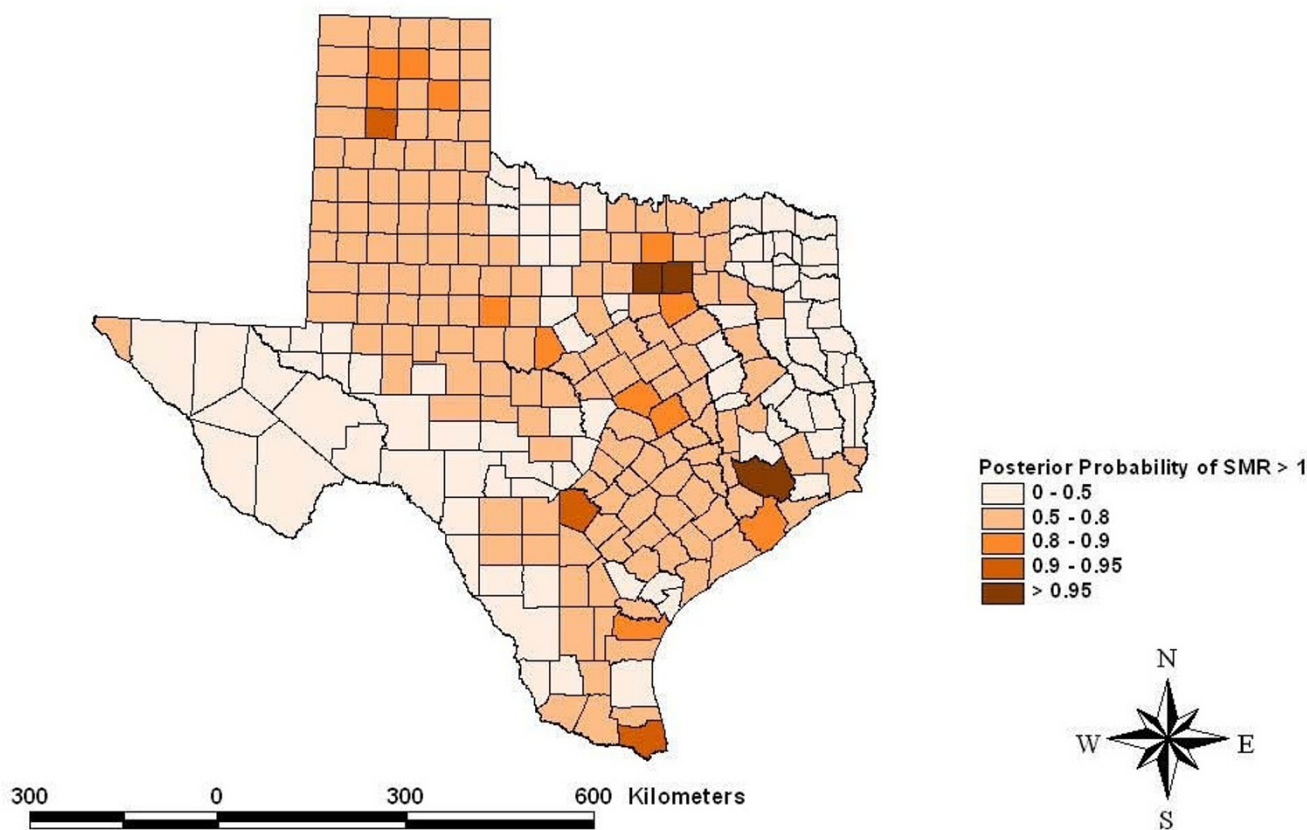 Posterior Probability of SMR > 1
0 - 0.5
0.5 - 0.8
0.8 - 0.9
0.9 - 0.95
> 0.95
N
W E
S
300 0 300 600 Kilometers